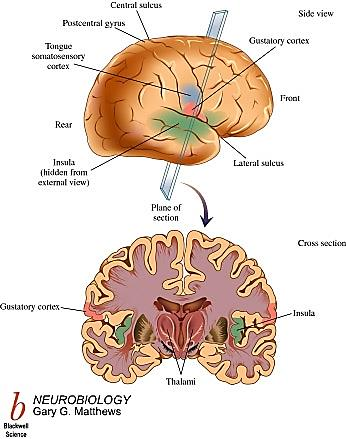 Central sulcus
Side view
Postcentral gyrus
Gustatory cortex
Tongue
somatosensory
cortex
Front
Rear
Insula
(hidden from
external view)
Lateral sulcus
Plane of
section
Cross section
Gustatory cortex
Insula
Thalami
b
Blackwell
Science
NEUROBIOLOGY
Gary G. Matthews